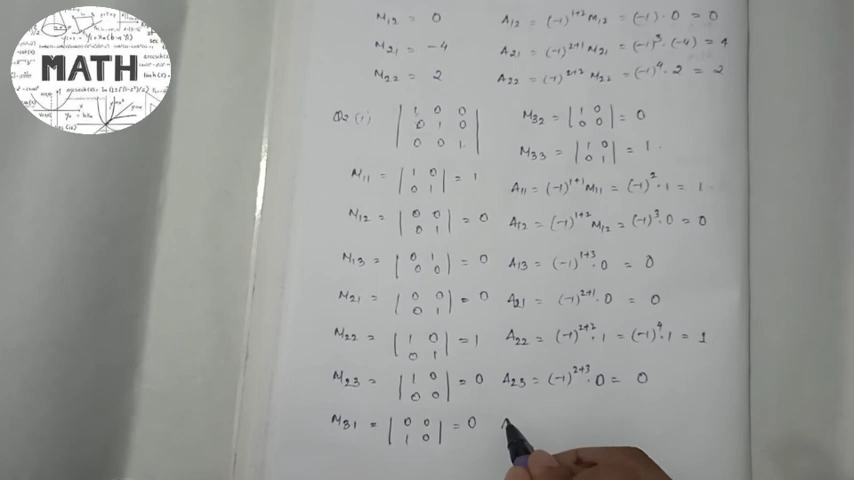 MATH
M12 = 0
M21 = -4
M22 = 2
A12 = (-1)^1+2 M12 = (-1)·0 = 0
A21 = (-1)^2+1 M21 = (-1)^3·(-4) = 4
A22 = (-1)^2+2 M22 = (-1)^4·2 = 2
Q2 (i) | 1 0 0 |
| 0 1 0 |
| 0 0 1 |
M11 = | 1 0 | = 1
| 0 1 |
M12 = | 0 0 | = 0
| 0 1 |
M13 = | 0 1 | = 0
| 0 0 |
M21 = | 0 0 | = 0
| 0 1 |
M22 = | 1 0 | = 1
| 0 1 |
M23 = | 1 0 | = 0
| 0 0 |
M31 = | 0 0 | = 0
| 1 0 |
M32 = | 1 0 | = 0
| 0 0 |
M33 = | 1 0 | = 1.
| 0 1 |
A11 = (-1)^1+1 M11 = (-1)^2·1 = 1.
A12 = (-1)^1+2 M12 = (-1)^3·0 = 0
A13 = (-1)^1+3·0 = 0
A21 = (-1)^2+1·0 = 0
A22 = (-1)^2+2·1 = (-1)^4·1 = 1
A23 = (-1)^2+3·0 = 0